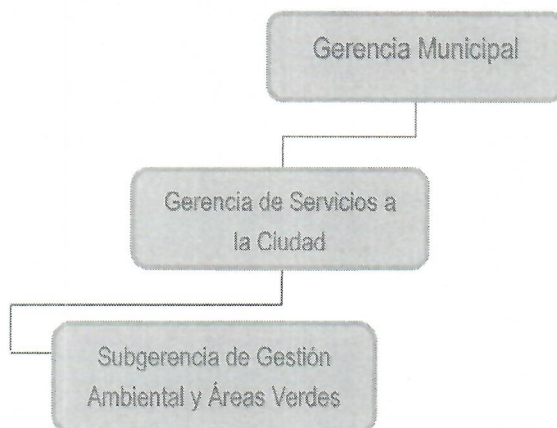 Gerencia Municipal
Gerencia de Servicios a
la Ciudad
Subgerencia de Gestión
Ambiental y Áreas Verdes